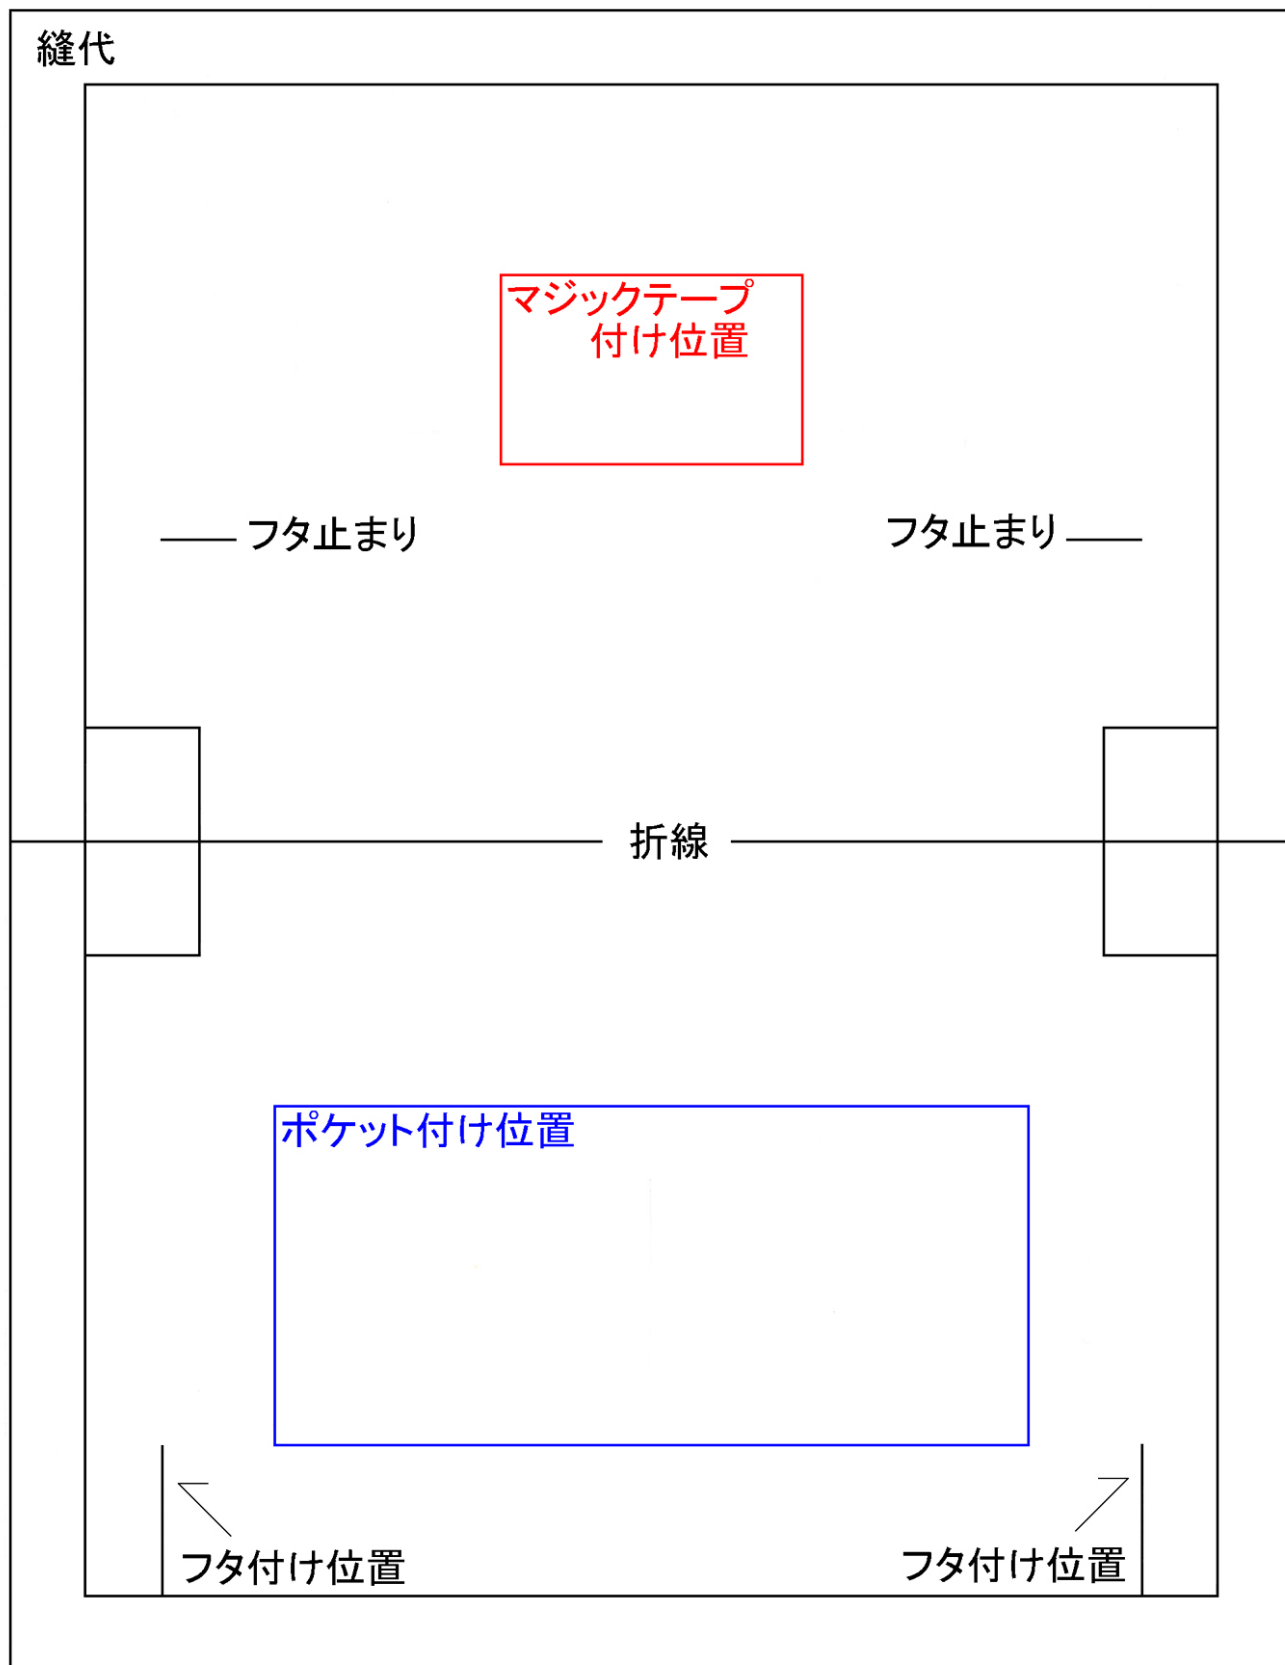 縫代
マジックテープ
付け位置
フタ止まり
フタ止まり
折線
ポケット付け位置
フタ付け位置
フタ付け位置